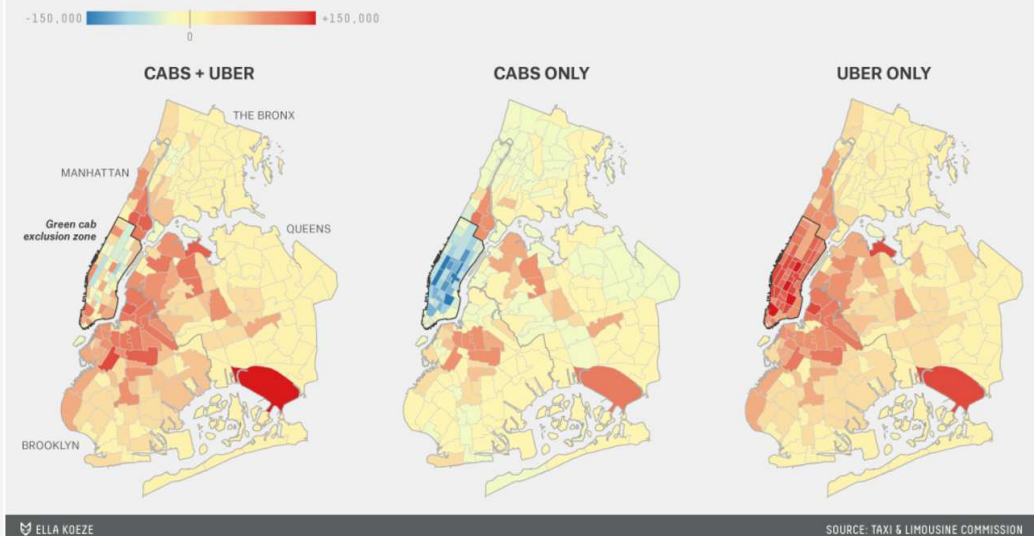 -150,000
+150,000
0
CABS + UBER
CABS ONLY
UBER ONLY
THE BRONX
MANHATTAN
Green cab
exclusion zone
QUEENS
BROOKLYN
ELLA KOEZE
SOURCE: TAXI & LIMOUSINE COMMISSION